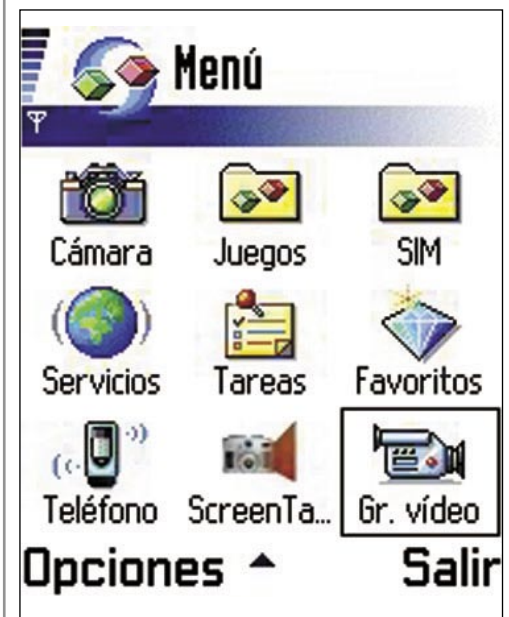 Menú
Cámara Juegos SIM
Servicios Tareas Favoritos
Teléfono ScreenTa... Gr. vídeo
Opciones Salir